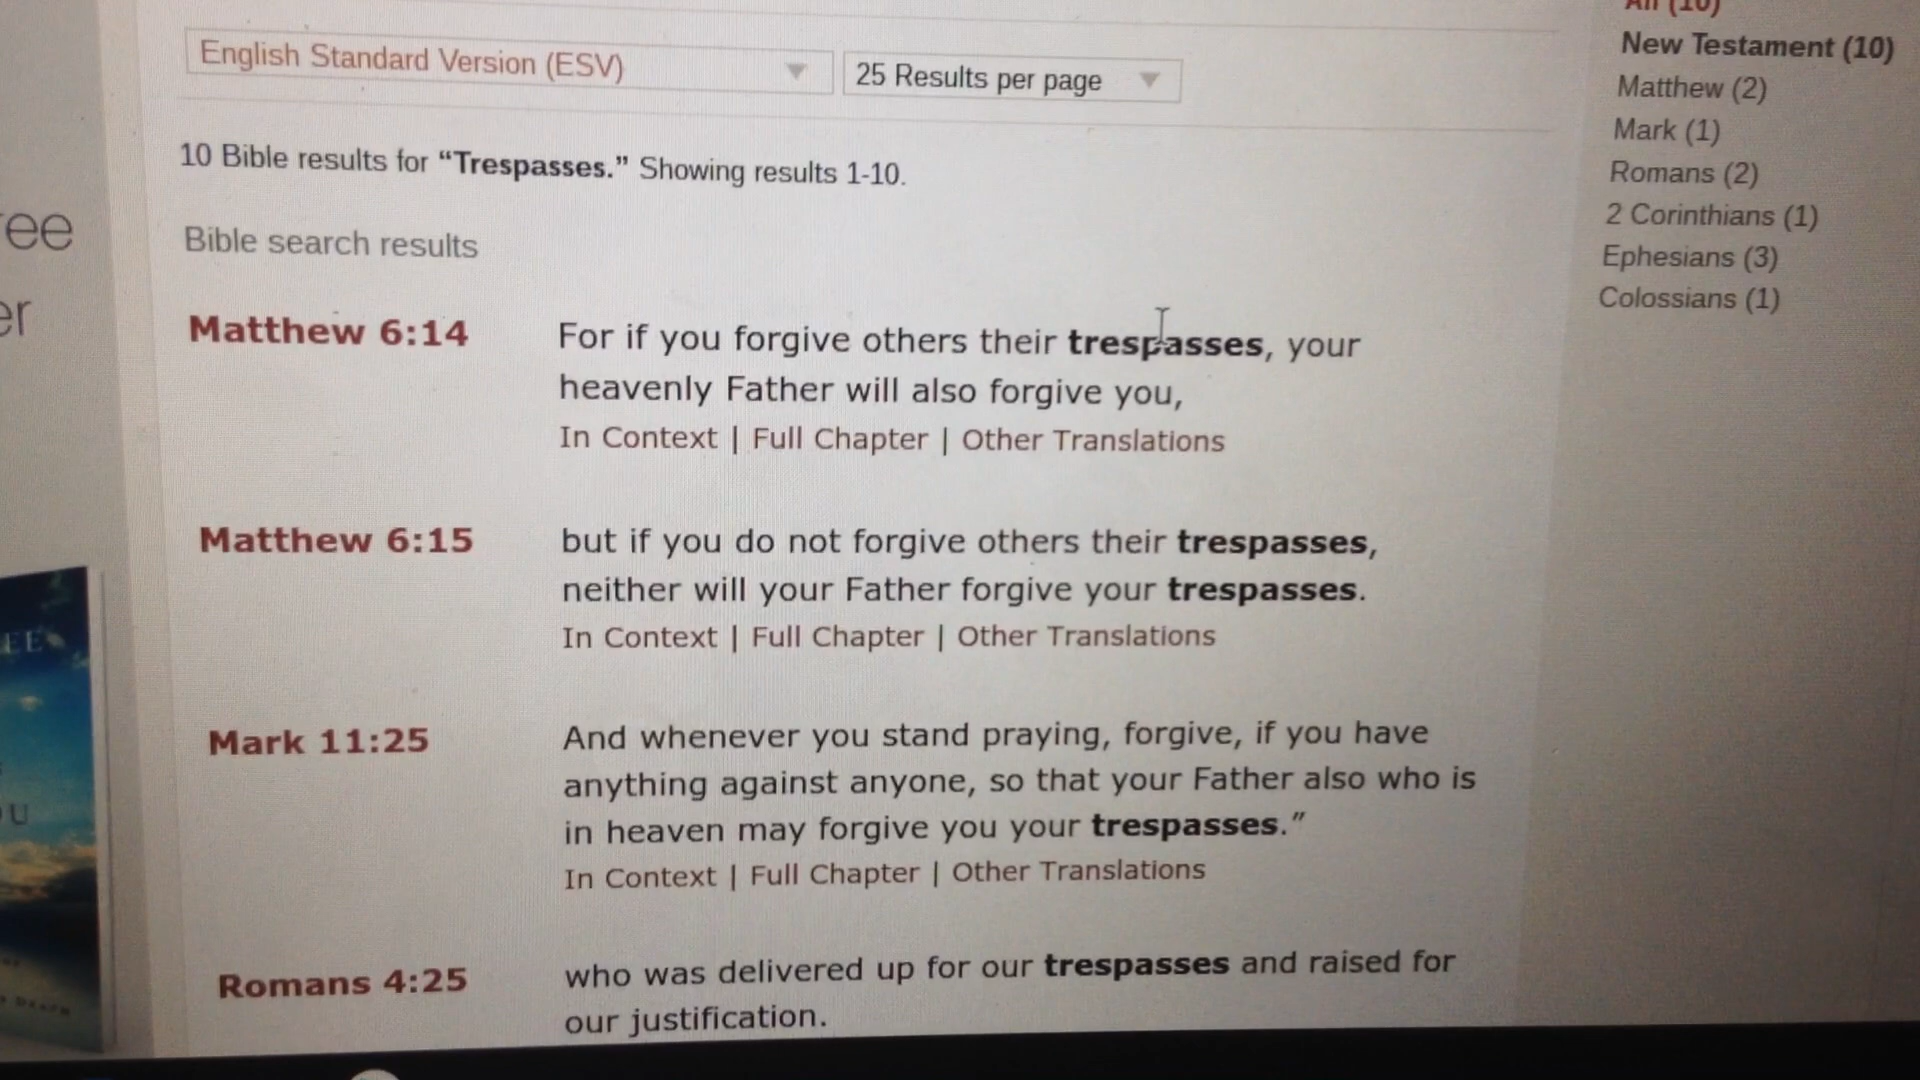 English Standard Version (ESV)
25 Results per page
10 Bible results for “Trespasses.” Showing results 1-10.
Bible search results
Matthew 6:14
For if you forgive others their trespasses, your
heavenly Father will also forgive you,
In Context | Full Chapter | Other Translations
Matthew 6:15
but if you do not forgive others their trespasses,
neither will your Father forgive your trespasses.
In Context | Full Chapter | Other Translations
Mark 11:25
And whenever you stand praying, forgive, if you have
anything against anyone, so that your Father also who is
in heaven may forgive you your trespasses.”
In Context | Full Chapter | Other Translations
Romans 4:25
who was delivered up for our trespasses and raised for
our justification.
All (10)
New Testament (10)
Matthew (2)
Mark (1)
Romans (2)
2 Corinthians (1)
Ephesians (3)
Colossians (1)
ee
er
EE
OU